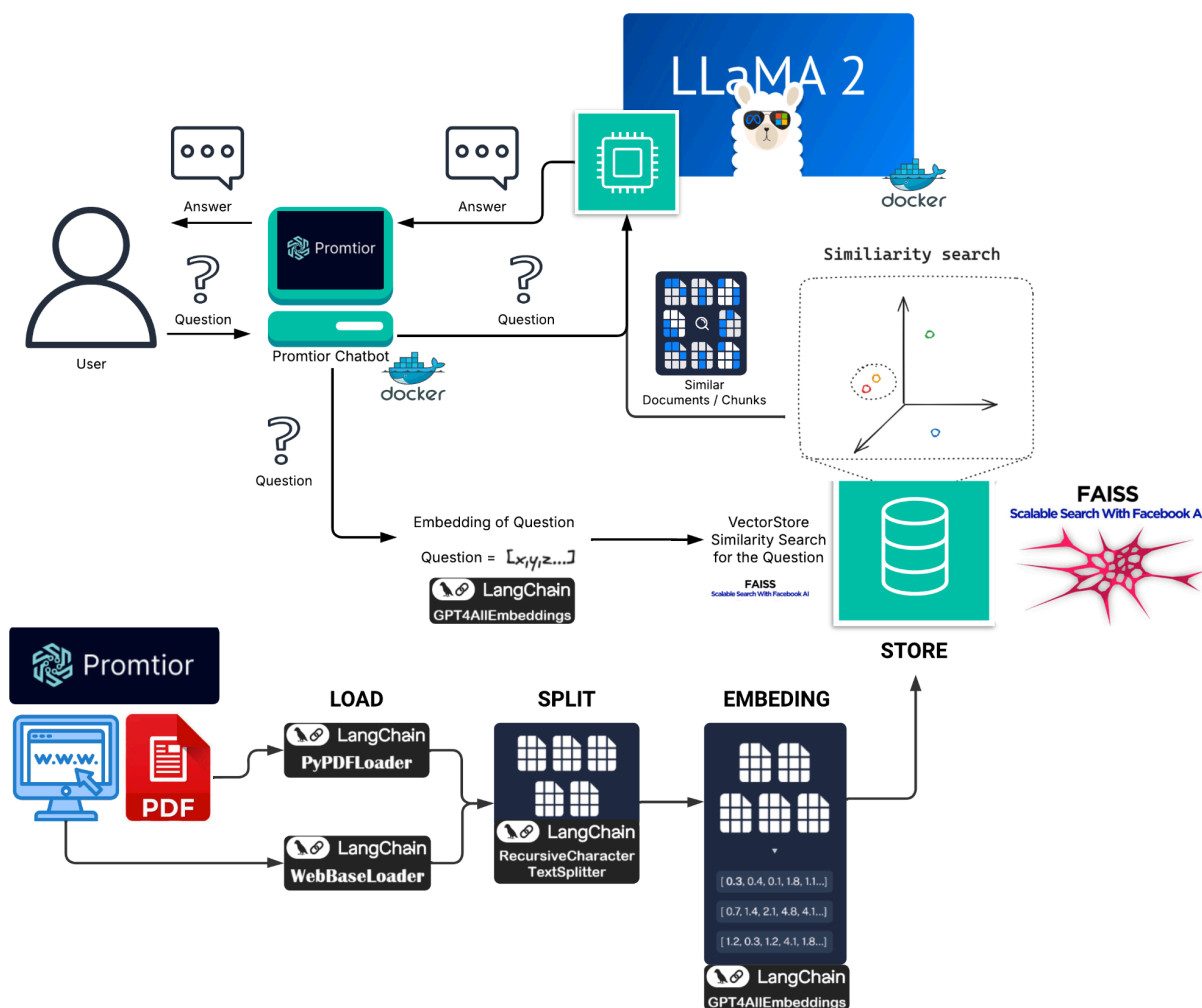 LLaMA 2
docker
Answer
Answer
Promtior
Question
Question
User
Promtior Chatbot
docker
Similiarity search
Similar
Documents / Chunks
Question
Embedding of Question
Question = [x,y,z...]
LangChain
GPT4AllEmbeddings
VectorStore
Similarity Search
for the Question
FAISS
Scalable Search With Facebook AI
FAISS
Scalable Search With Facebook AI
STORE
Promtior
LOAD
SPLIT
EMBEDING
w.w.w.
PDF
LangChain
PyPDFLoader
LangChain
WebBaseLoader
LangChain
RecursiveCharacter
TextSplitter
[ 0.3, 0.4, 0.1, 1.8, 1.1...]
[ 0.7, 1.4, 2.1, 4.8, 4.1...]
[ 1.2, 0.3, 1.2, 4.1, 1.8...]
LangChain
GPT4AllEmbeddings